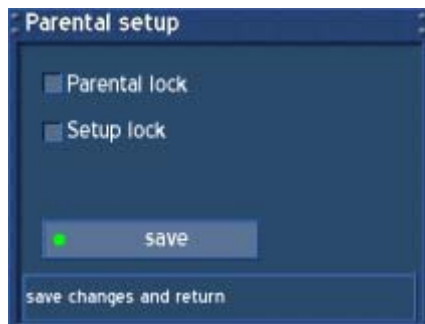 Parental setup
Parental lock
Setup lock
save
save changes and return